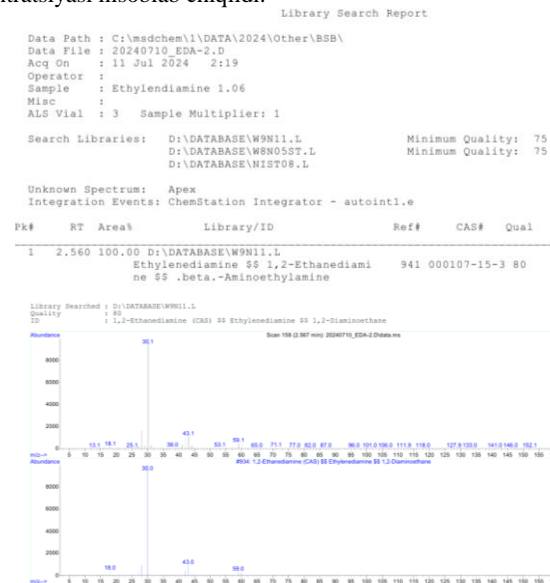 tratsiyasi hisoblab chiqildi.
Library Search Report
Data Path : C:\msdchem\1\DATA\2024\Other\BSB\
Data File : 20240710_EDA-2.D
Acq On : 11 Jul 2024 2:19
Operator :
Sample : Ethylendiamine 1.06
Misc :
ALS Vial : 3 Sample Multiplier: 1
Search Libraries: D:\DATABASE\W9N11.L Minimum Quality: 75
D:\DATABASE\W8N05ST.L Minimum Quality: 75
D:\DATABASE\NIST08.L
Unknown Spectrum: Apex
Integration Events: ChemStation Integrator - autoint1.e
Pk# RT Area% Library/ID Ref# CAS# Qual
1 2.560 100.00 D:\DATABASE\W9N11.L
Ethylenediamine $$ 1,2-Ethanediami 941 000107-15-3 80
ne $$ .beta.-Aminoethylamine
Library Searched : D:\DATABASE\W9N11.L
Quality : 80
ID : 1,2-Ethanediamine (CAS) $$ Ethylenediamine $$ 1,2-Diaminoethane
Abundance Scan 158 (2.567 min): 20240710_EDA-2.D\data.ms
30.1
8000
6000
4000
2000
13.1 18.1 25.1 38.0 43.1 53.1 59.1 65.0 71.1 77.0 82.0 87.0 96.0 101.0 106.0 111.9 118.0 127.9 133.0 141.0 146.0 152.1
m/z--> 5 10 15 20 25 30 35 40 45 50 55 60 65 70 75 80 85 90 95 100 105 110 115 120 125 130 135 140 145 150 155
Abundance #934: 1,2-Ethanediamine (CAS) $$ Ethylenediamine $$ 1,2-Diaminoethane
30.0
8000
6000
4000
2000
18.0 43.0 59.0
m/z--> 5 10 15 20 25 30 35 40 45 50 55 60 65 70 75 80 85 90 95 100 105 110 115 120 125 130 135 140 145 150 155